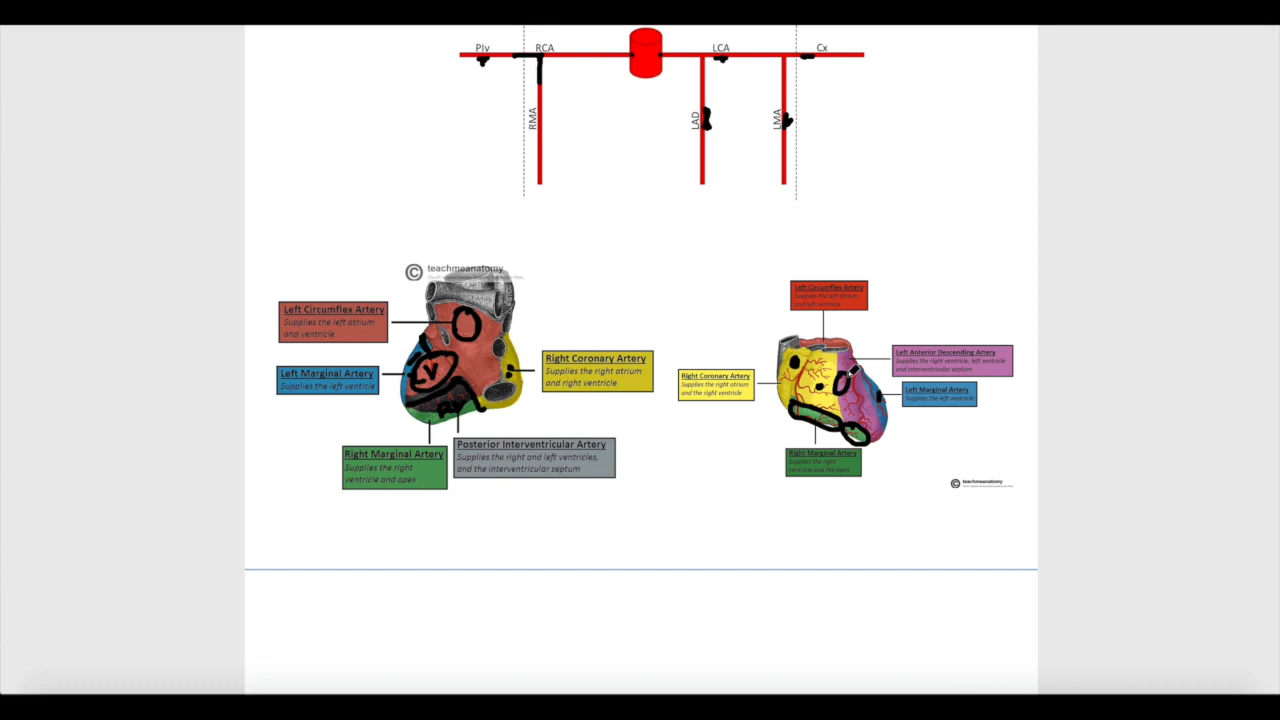 PIv
RCA
LCA
Cx
RMA
LAD
LMA
teachmeanatomy
Left Circumflex Artery
Supplies the left atrium
and ventricle
Left Marginal Artery
Supplies the left venticle
LV
Right Coronary Artery
Supplies the right atrium
and right ventricle
Right Marginal Artery
Supplies the right
ventricle and apex
Posterior Interventricular Artery
Supplies the right and left ventricles,
and the interventricular septum
Left Circumflex Artery
Supplies the left atrium
and left ventricle
Left Anterior Descending Artery
Supplies the right ventricle, left ventricle
and interventricular septum
Right Coronary Artery
Supplies the right atrium
and the right ventricle
Left Marginal Artery
Supplies the left ventricle
Right Marginal Artery
Supplies the right
ventricle and the apex
teachmeanatomy